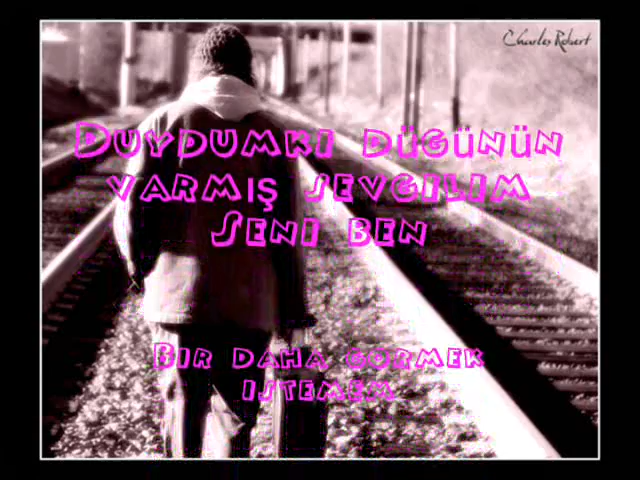 Charles Robert
Duydumki düğünün
varmış sevgilim
Seni ben
Bir daha görmek
istemem